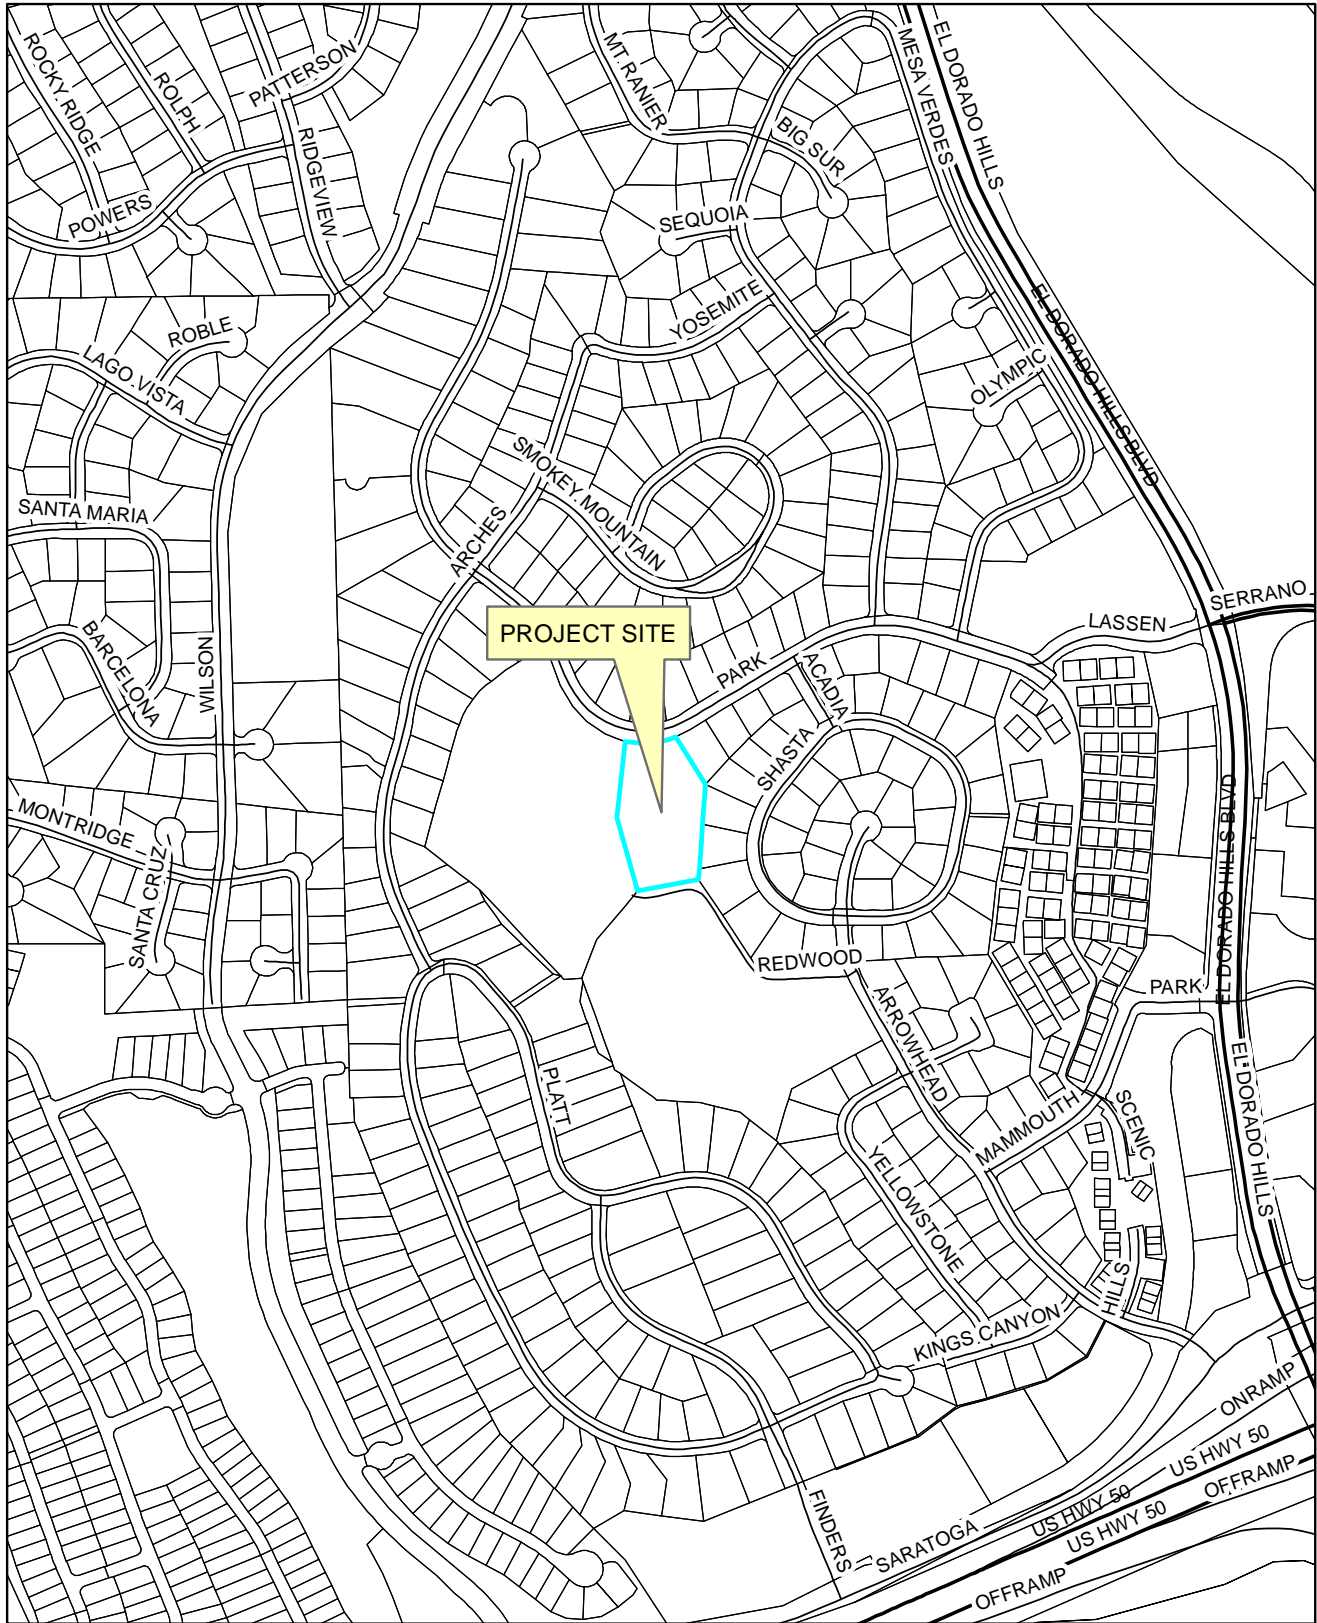 ROCKY RIDGE
ROLPH
PATTERSON
RIDGEVIEW
POWERS
MT RANIER
BIG SUR
MESA VERDES
EL DORADO HILLS
SEQUOIA
YOSEMITE
ROBLE
LAGO VISTA
EL DORADO HILLS BLVD
OLYMPIC
SMOKEY MOUNTAIN
SANTA MARIA
ARCHES
SERRANO
LASSEN
PROJECT SITE
BARCELONA
WILSON
PARK
ACADIA
SHASTA
MONTRIDGE
SANTA CRUZ
EL DORADO HILLS BLVD
REDWOOD
ARROWHEAD
PARK
PLATT
MAMMOUTH
SCENIC
EL DORADO HILLS
YELLOWSTONE
HILLS
KINGS CANYON
ONRAMP
US HWY 50
OFFRAMP
FINDERS
US HWY 50
US HWY 50
SARATOGA
OFFRAMP